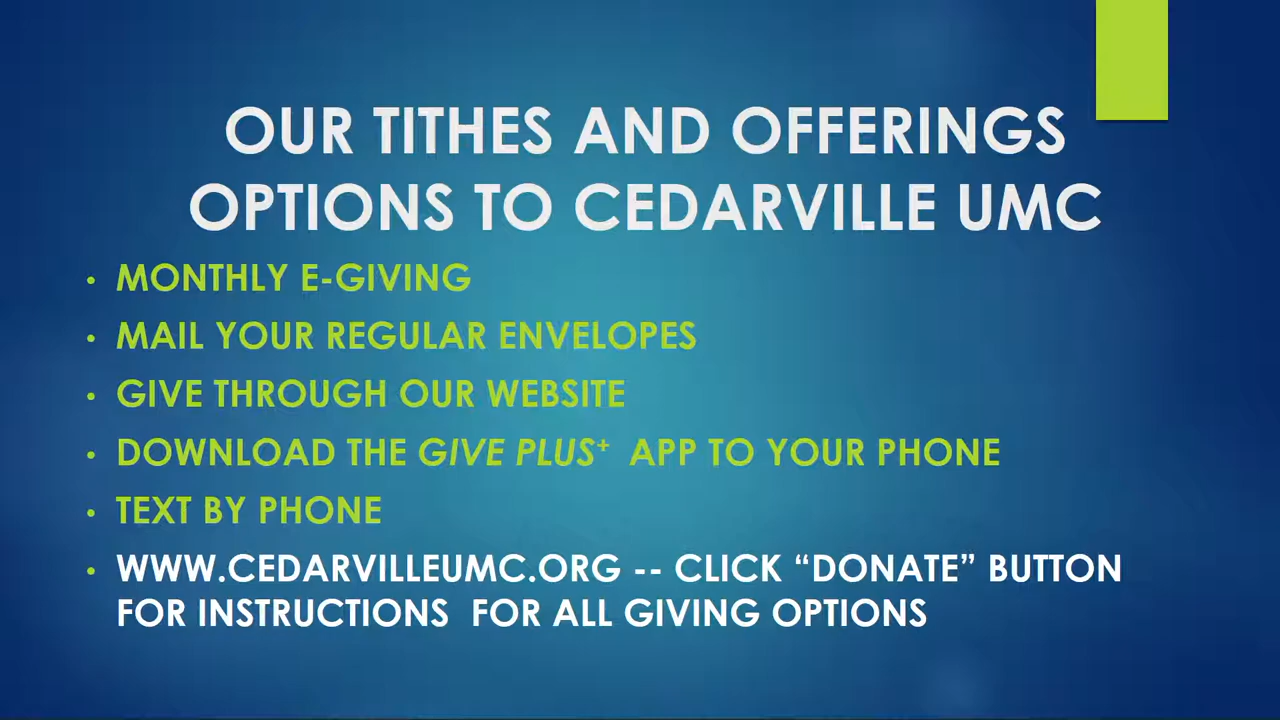 OUR TITHES AND OFFERINGS
OPTIONS TO CEDARVILLE UMC
• MONTHLY E-GIVING
• MAIL YOUR REGULAR ENVELOPES
• GIVE THROUGH OUR WEBSITE
• DOWNLOAD THE GIVE PLUS+ APP TO YOUR PHONE
• TEXT BY PHONE
• WWW.CEDARVILLEUMC.ORG -- CLICK “DONATE” BUTTON
FOR INSTRUCTIONS FOR ALL GIVING OPTIONS